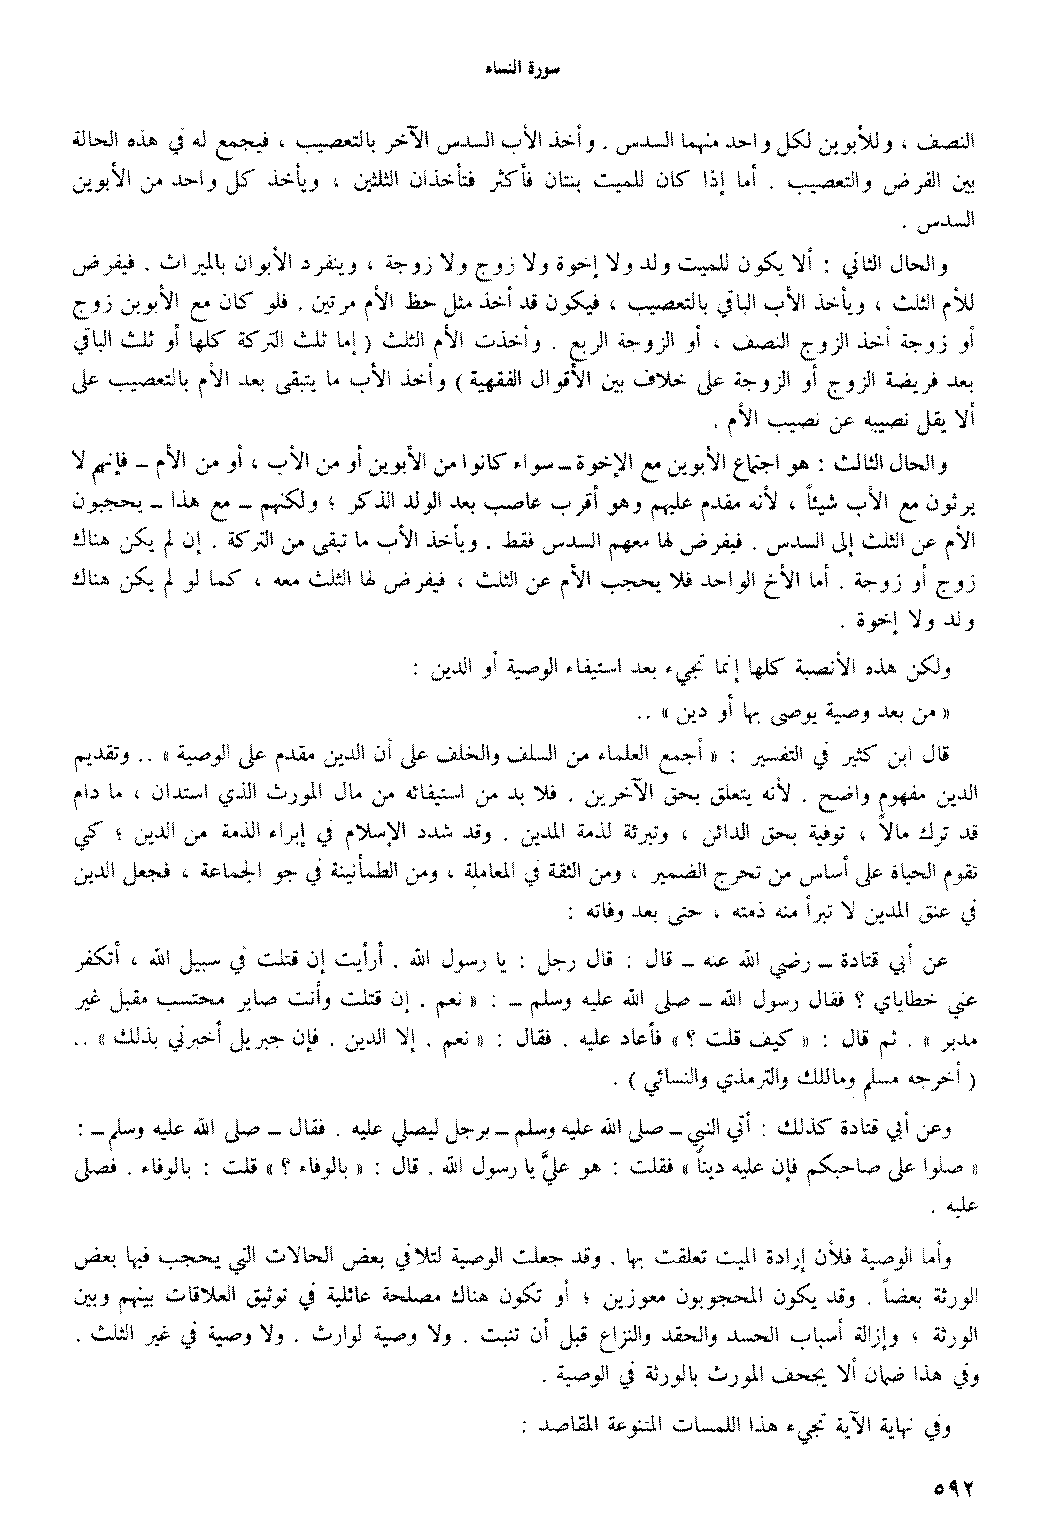 سورة النساء
النصف ، وللأبوين لكل واحد منهما السدس . وأخذ الأب السدس الآخر بالتعصيب ، فيجمع له في هذه الحالة
بين الفرض والتعصيب . أما إذا كان للميت بنتان فأكثر فتأخذان الثلثين ، ويأخذ كل واحد من الأبوين
السدس .
والحال الثاني : ألا يكون للميت ولد ولا إخوة ولا زوج ولا زوجة ، وينفرد الأبوان بالميراث . فيفرض
للأم الثلث ، ويأخذ الأب الباقي بالتعصيب ، فيكون قد أخذ مثل حظ الأم مرتين . فلو كان مع الأبوين زوج
أو زوجة أخذ الزوج النصف ، أو الزوجة الربع . وأخذت الأم الثلث ( إما ثلث التركة كلها أو ثلث الباقي
بعد فريضة الزوج أو الزوجة على خلاف بين الأقوال الفقهية ) وأخذ الأب ما يتبقى بعد الأم بالتعصيب على
ألا يقل نصيبه عن نصيب الأم .
والحال الثالث : هو اجتماع الأبوين مع الإخوة – سواء كانوا من الأبوين أو من الأب ، أو من الأم – فإنهم لا
يرثون مع الأب شيئاً ، لأنه مقدم عليهم وهو أقرب عاصب بعد الولد الذكر ؛ ولكنهم – مع هذا – يحجبون
الأم عن الثلث إلى السدس . فيفرض لها معهم السدس فقط . ويأخذ الأب ما تبقى من التركة . إن لم يكن هناك
زوج أو زوجة . أما الأخ الواحد فلا يحجب الأم عن الثلث ، فيفرض لها الثلث معه ، كما لو لم يكن هناك
ولد ولا إخوة .
ولكن هذه الأنصبة كلها إنما تجيء بعد استيفاء الوصية أو الدين :
« من بعد وصية يوصى بها أو دين » ..
قال ابن كثير في التفسير : « أجمع العلماء من السلف والخلف على أن الدين مقدم على الوصية » .. وتقديم
الدين مفهوم واضح . لأنه يتعلق بحق الآخرين . فلا بد من استيفائه من مال المورث الذي استدان ، ما دام
قد ترك مالاً ، توفية بحق الدائن ، وتبرئة لذمة المدين . وقد شدد الإسلام في إبراء الذمة من الدين ؛ كي
تقوم الحياة على أساس من تحرج الضمير ، ومن الثقة في المعاملة ، ومن الطمأنينة في جو الجماعة ، فجعل الدين
في عنق المدين لا تبرأ منه ذمته ، حتى بعد وفاته :
عن أبي قتادة – رضي الله عنه – قال : قال رجل : يا رسول الله . أرأيت إن قتلت في سبيل الله ، أتكفر
عني خطاياي ؟ فقال رسول الله – صلى الله عليه وسلم – : « نعم . إن قتلت وأنت صابر محتسب مقبل غير
مدبر » . ثم قال : « كيف قلت ؟ » فأعاد عليه . فقال : « نعم . إلا الدين . فإن جبريل أخبرني بذلك » ..
( أخرجه مسلم ومالك والترمذي والنسائي ) .
وعن أبي قتادة كذلك : أتي النبي – صلى الله عليه وسلم – برجل ليصلي عليه . فقال – صلى الله عليه وسلم – :
« صلوا على صاحبكم فإن عليه ديناً » فقلت : هو عليَّ يا رسول الله . قال : « بالوفاء ؟ » قلت : بالوفاء . فصلى
عليه .
وأما الوصية فلأن إرادة الميت تعلقت بها . وقد جعلت الوصية لتلافي بعض الحالات التي يحجب فيها بعض
الورثة بعضاً . وقد يكون المحجوبون معوزين ؛ أو تكون هناك مصلحة عائلية في توثيق العلاقات بينهم وبين
الورثة ؛ وإزالة أسباب الحسد والحقد والنزاع قبل أن تنبت . ولا وصية لوارث . ولا وصية في غير الثلث .
وفي هذا ضمان ألا يجحف المورث بالورثة في الوصية .
وفي نهاية الآية تجيء هذا اللمسات المتنوعة المقاصد :
٥٩٢